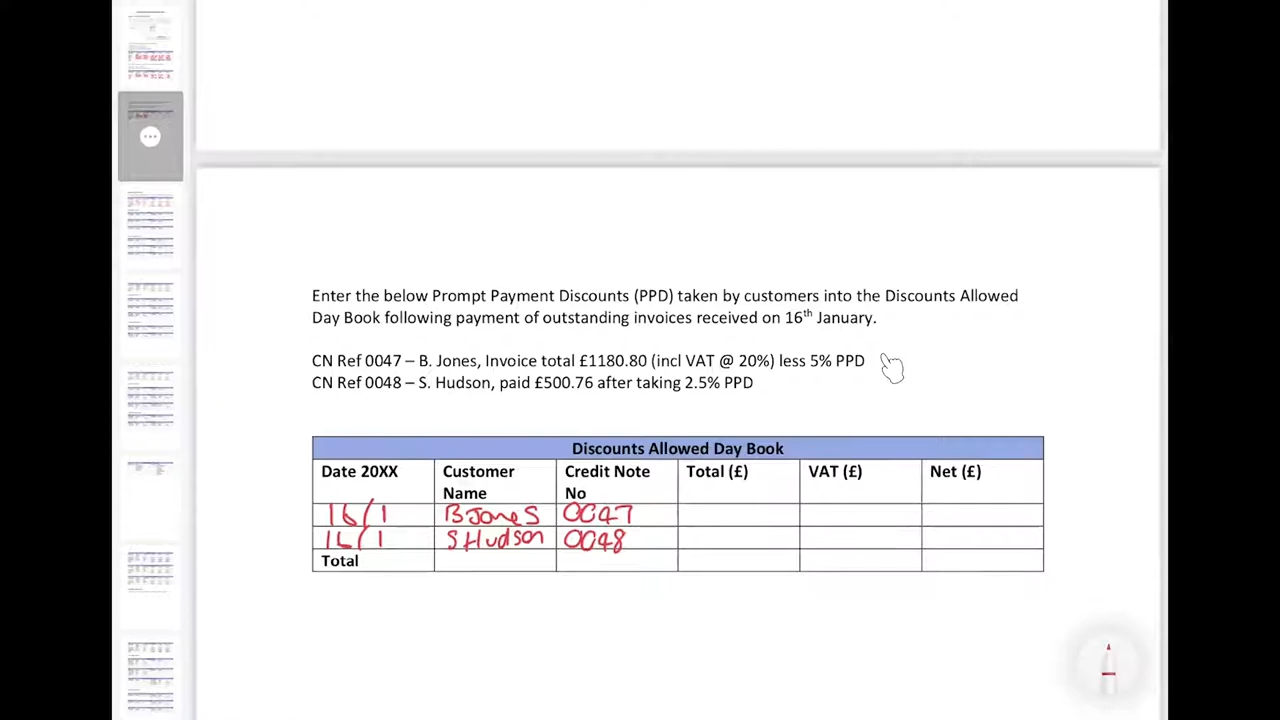 Enter the below prompt payment discounts (PPD) taken by customers into the Discounts Allowed
Day Book following payment of outstanding invoices received on 16th January.
CN Ref 0047 – B. Jones, Invoice total £180.80 (incl VAT @ 20%) less 5% PPD
CN Ref 0048 – S. Hudson, paid £500.76 after taking 2.5% PPD
Discounts Allowed Day Book
Date 20XX Customer Name Credit Note No Total (£) VAT (£) Net (£)
16/1 B Jones 0047
16/1 S Hudson 0048
Total